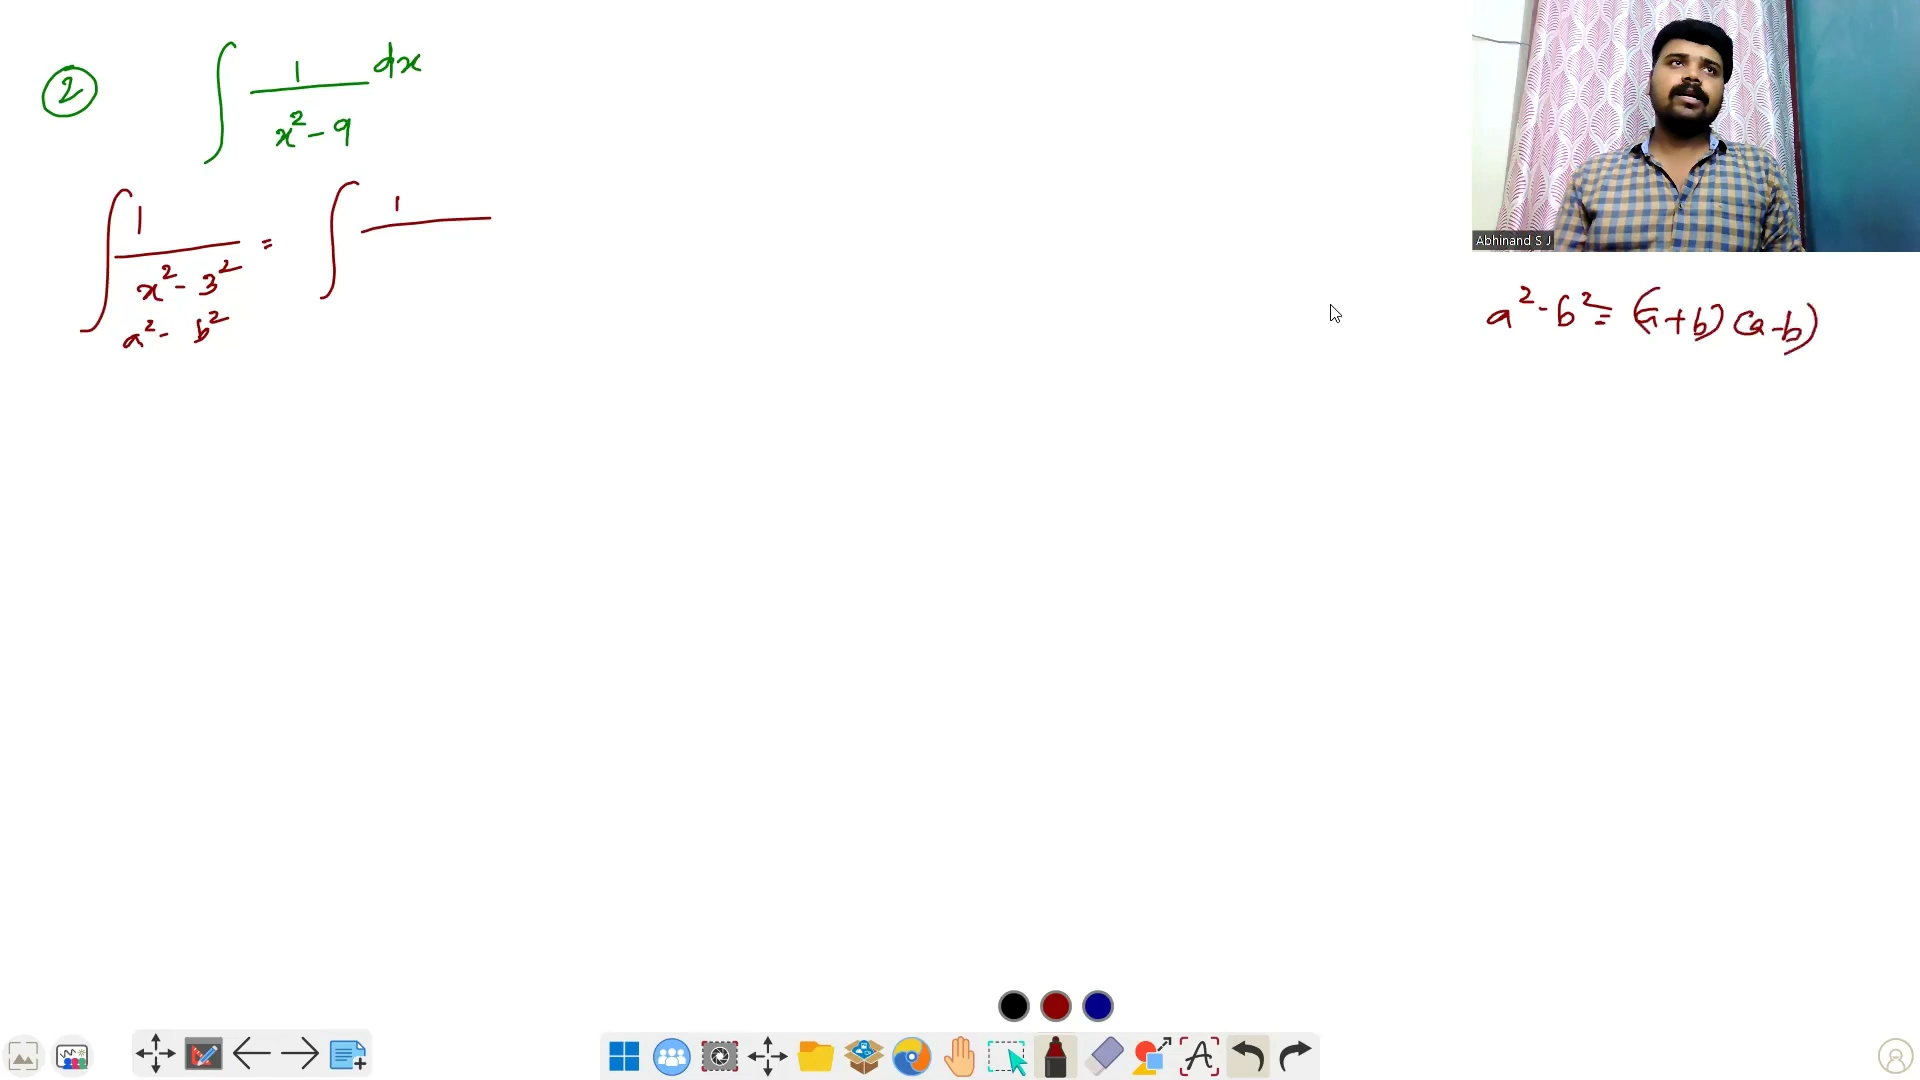 ② ∫ 1/(x² - 9) dx
∫ 1/(x² - 3²) = ∫ 1/
a² - b²
Abhinand S J
a² - b² = (a+b) (a-b)